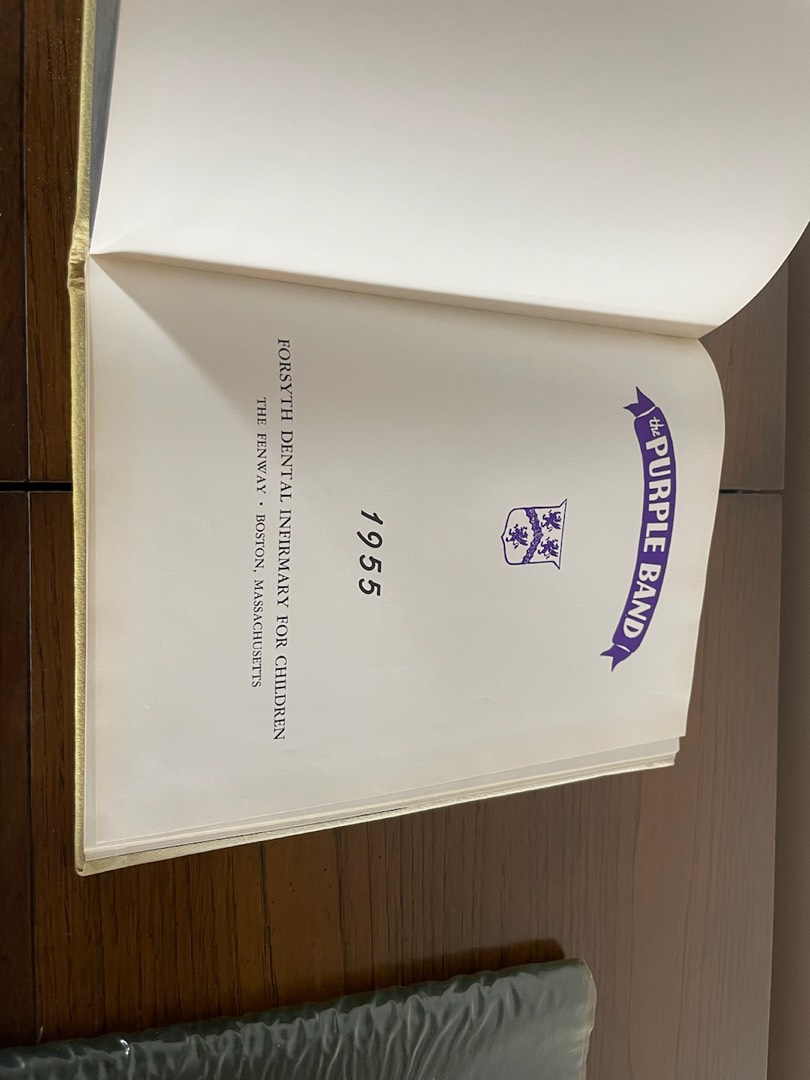 the PURPLE BAND
1955
FORSYTH DENTAL INFIRMARY FOR CHILDREN
THE FENWAY • BOSTON, MASSACHUSETTS